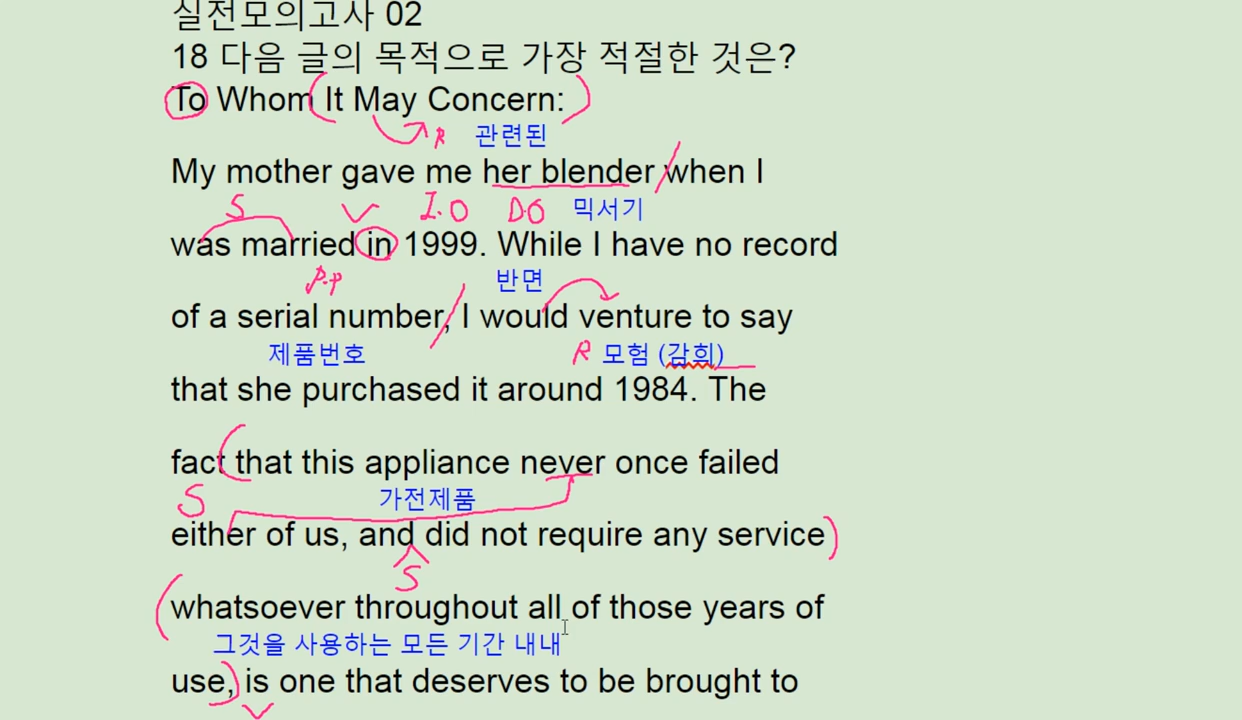 실전모의고사 02
18 다음 글의 목적으로 가장 적절한 것은?
To Whom It May Concern:
R 관련된
My mother gave me her blender when I
S V I.O D.O 믹서기
was married in 1999. While I have no record
p.p 반면
of a serial number, I would venture to say
제품번호 R 모험 (감희)
that she purchased it around 1984. The
fact that this appliance never once failed
S 가전제품
either of us, and did not require any service
S
whatsoever throughout all of those years of
그것을 사용하는 모든 기간 내내
use, is one that deserves to be brought to
V